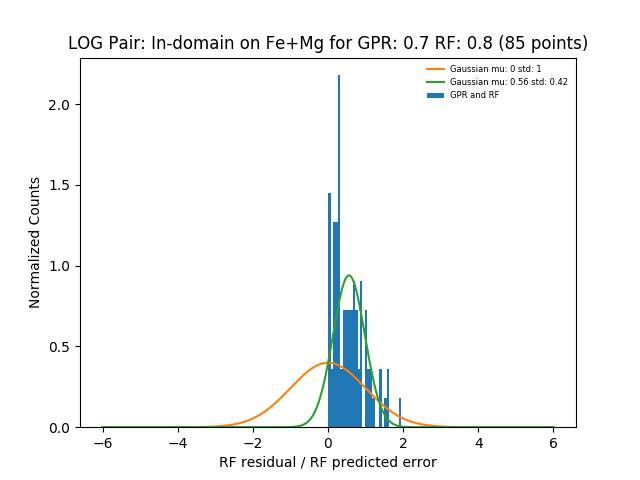 LOG Pair: In-domain on Fe+Mg for GPR: 0.7 RF: 0.8 (85 points)
Gaussian mu: 0 std: 1
Gaussian mu: 0.56 std: 0.42
GPR and RF
Normalized Counts
2.0
1.5
1.0
0.5
0.0
−6 −4 −2 0 2 4 6
RF residual / RF predicted error